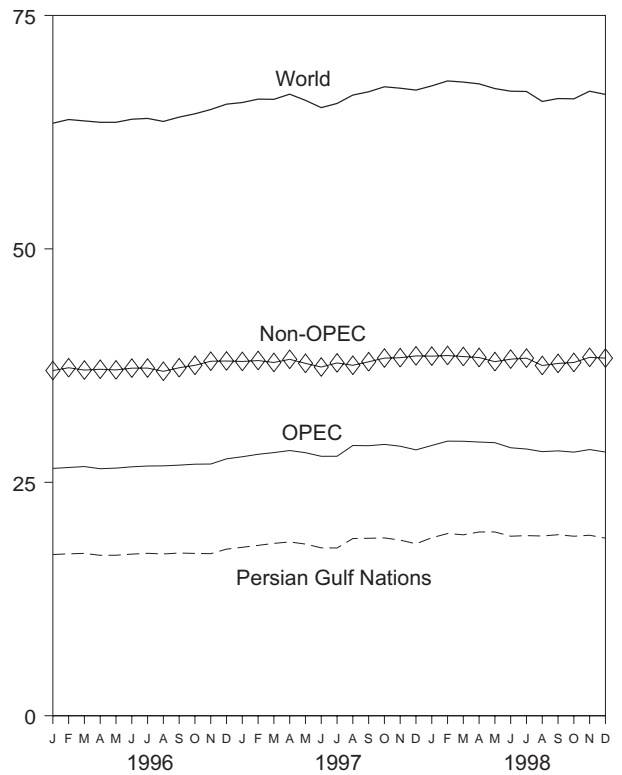 75
World
50
Non-OPEC
OPEC
25
Persian Gulf Nations
0
J F M A M J J A S O N D J F M A M J J A S O N D J F M A M J J A S O N D
1996 1997 1998